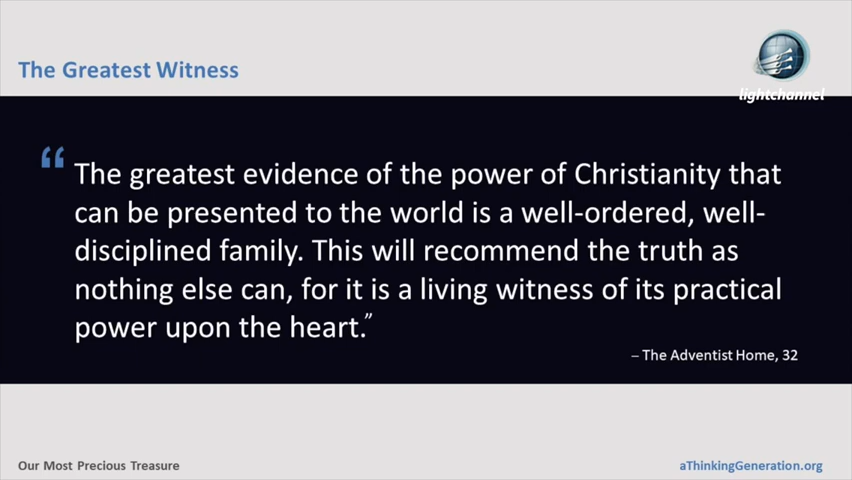 The Greatest Witness
lightchannel
“
The greatest evidence of the power of Christianity that
can be presented to the world is a well-ordered, well-
disciplined family. This will recommend the truth as
nothing else can, for it is a living witness of its practical
power upon the heart.”
– The Adventist Home, 32
Our Most Precious Treasure
aThinkingGeneration.org